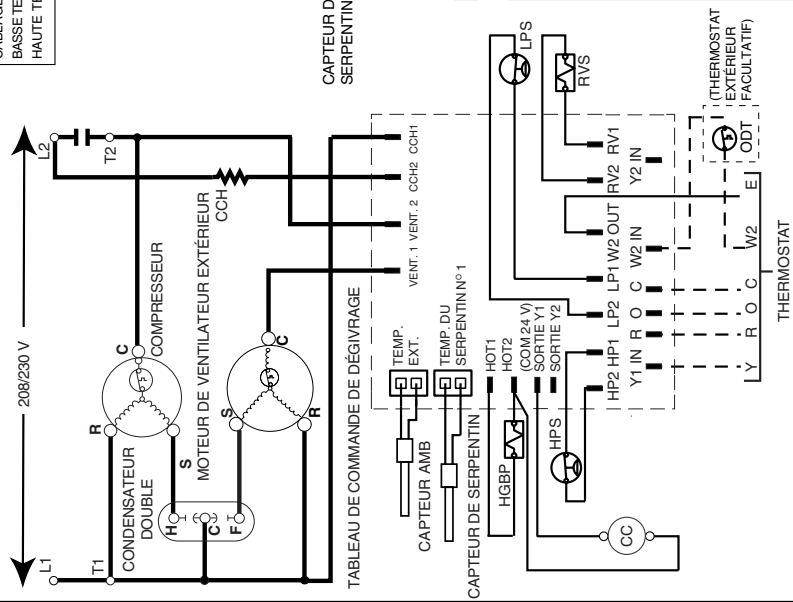 CÂBLAGE
BASSE TE
HAUTE TE
208/230 V
L1
L2
T1
T2
R
C
COMPRESSEUR
S
CONDENSATEUR
DOUBLE
MOTEUR DE VENTILATEUR EXTÉRIEUR
H
C
F
S
C
R
CCH
CAPTEUR D
SERPENTIN
TABLEAU DE COMMANDE DE DÉGIVRAGE
VENT. 1
VENT. 2
CCH2
CCH1
TEMP.
EXT.
CAPTEUR AMB
TEMP. DU
SERPENTIN N° 1
CAPTEUR DE SERPENTIN
HOT1
HOT2
(COM 24 V)
SORTIE Y1
SORTIE Y2
HGBP
HPS
CC
LPS
RVS
HP2
HP1
LP2
LP1
W2 OUT
RV2
RV1
Y1 IN
R
O
C
W2 IN
Y2 IN
(THERMOSTAT
EXTÉRIEUR
FACULTATIF)
ODT
Y
R
O
C
W2
E
THERMOSTAT